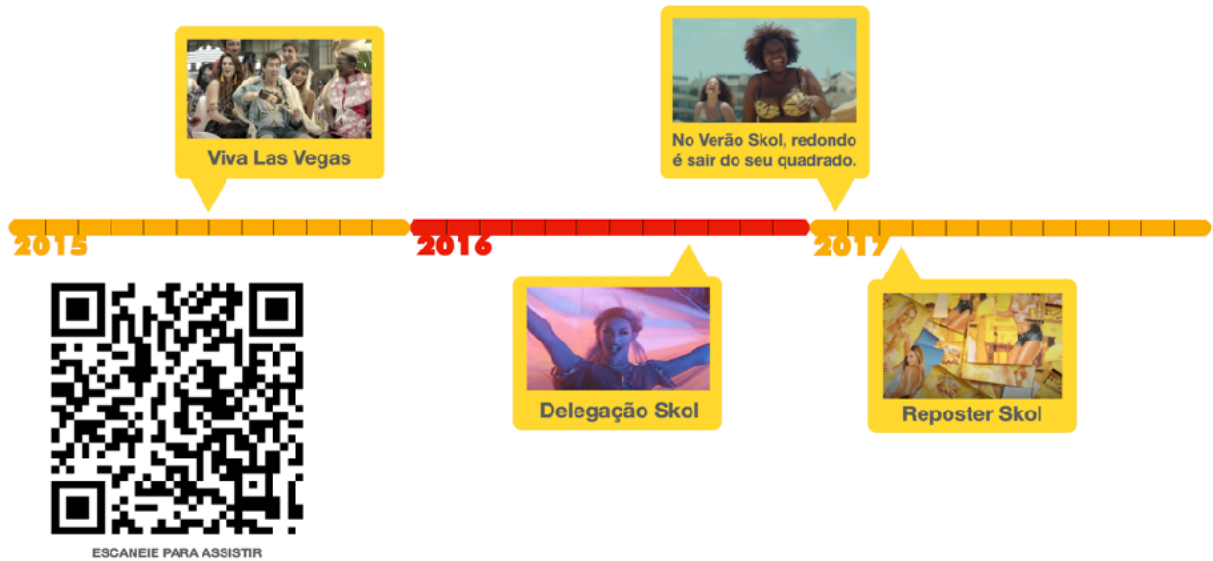 Viva Las Vegas
No Verão Skol, redondo
é sair do seu quadrado.
2015
2016
2017
Delegação Skol
Reposter Skol
ESCANEIE PARA ASSISTIR